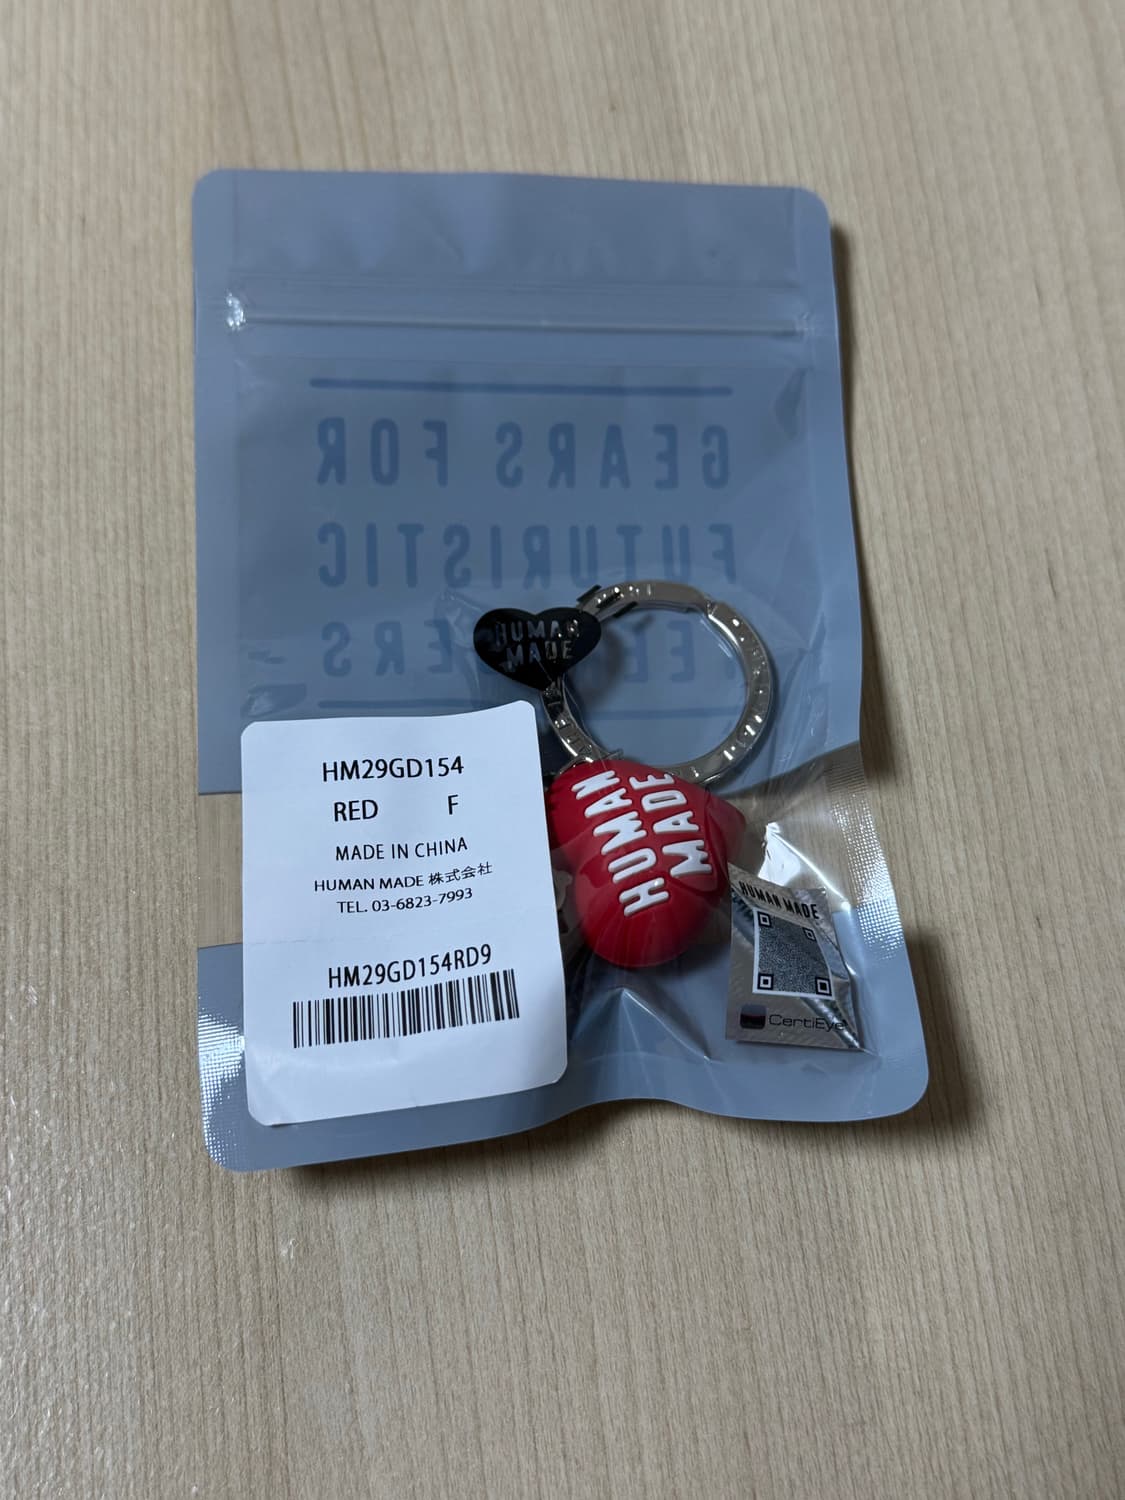 GEARS FOR
FUTURISTIC
HUMAN
MADE
HUMAN
MADE
HM29GD154
RED F
MADE IN CHINA
HUMAN MADE 株式会社
TEL. 03-6823-7993
HM29GD154RD9
HUMAN MADE
CertiEye